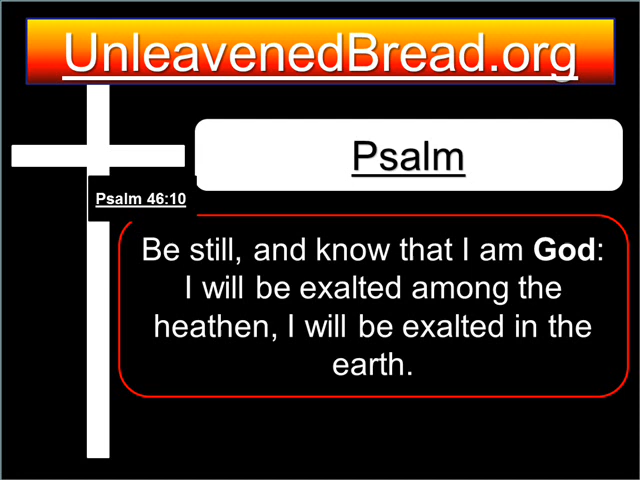 UnleavenedBread.org
Psalm
Psalm 46:10
Be still, and know that I am God:
I will be exalted among the
heathen, I will be exalted in the
earth.